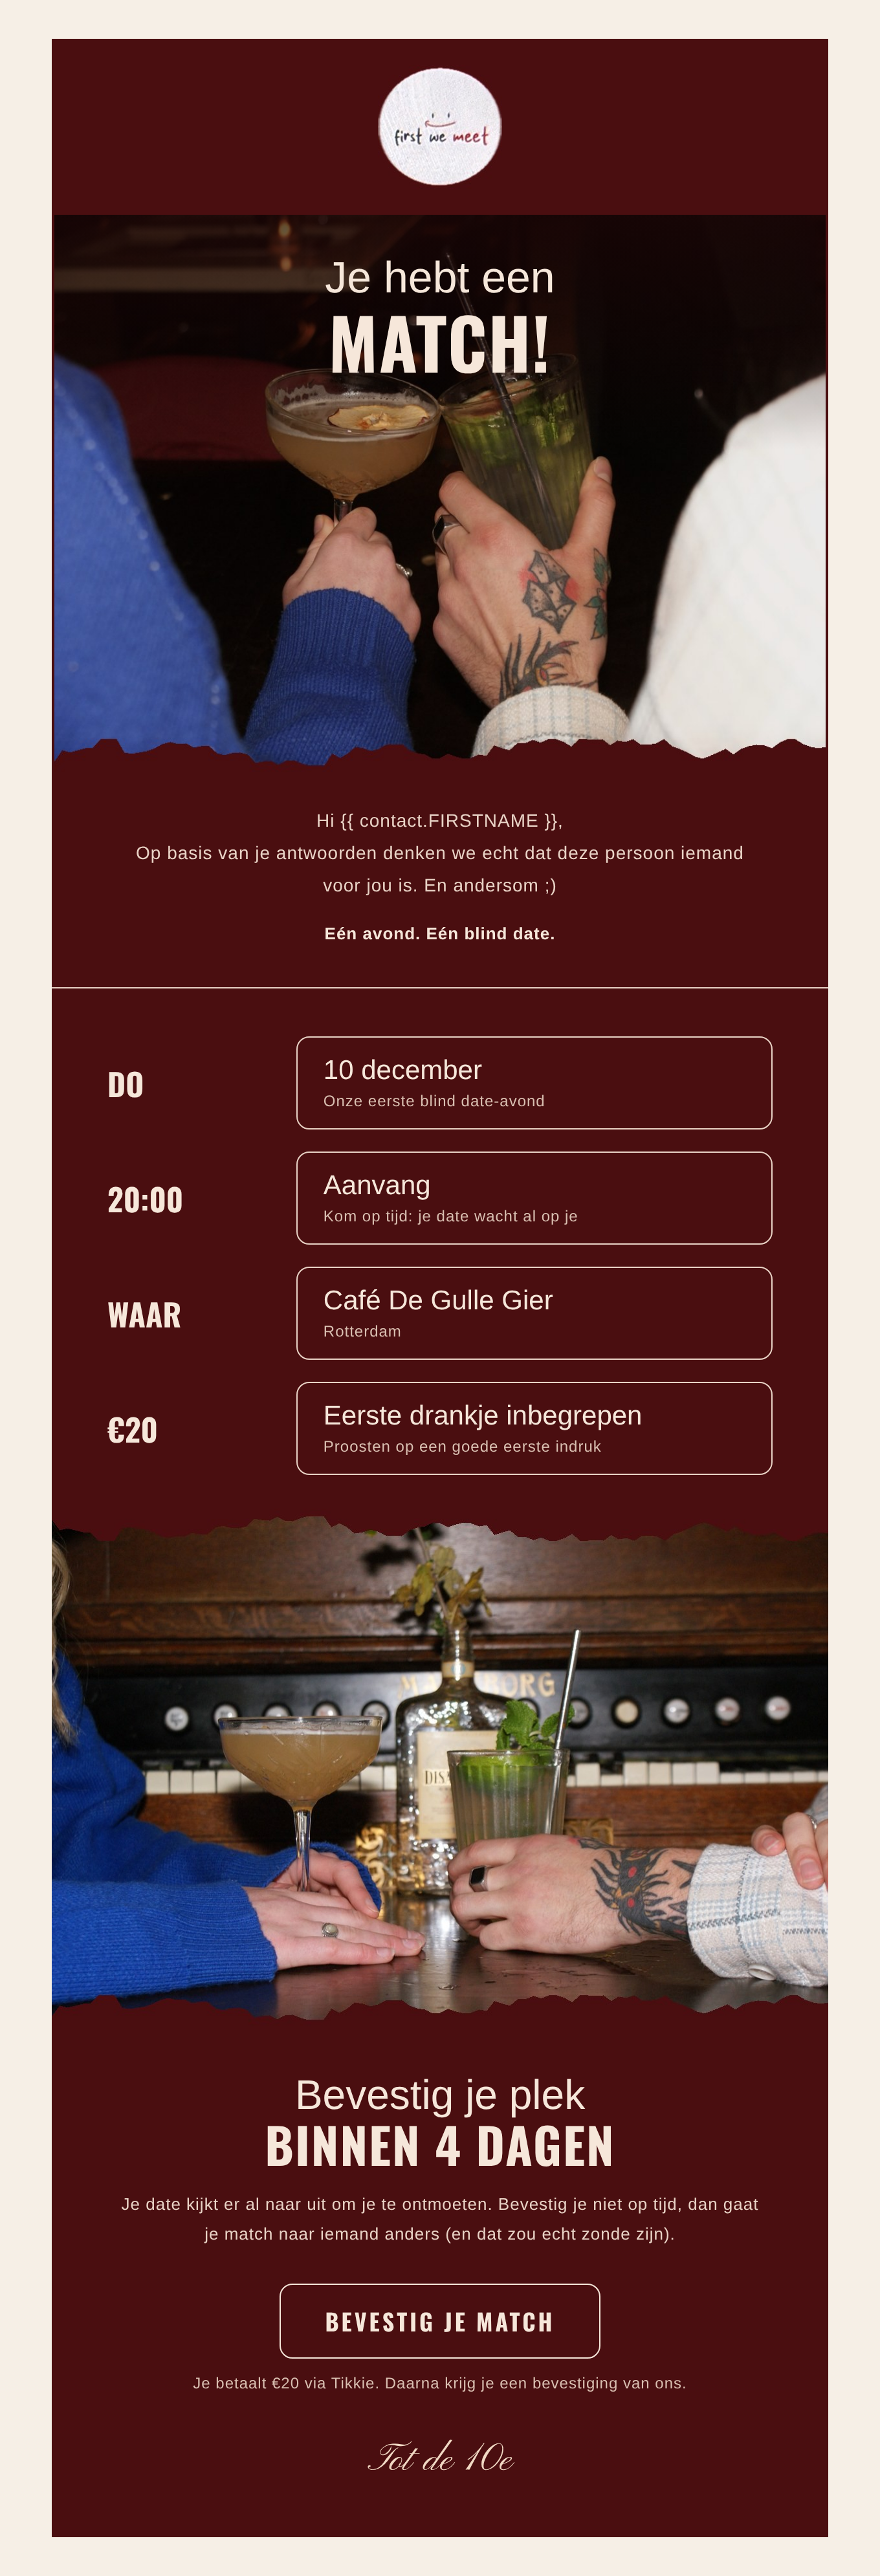 first we meet
Je hebt een
MATCH!
Hi {{ contact.FIRSTNAME }},
Op basis van je antwoorden denken we echt dat deze persoon iemand
voor jou is. En andersom ;)
Eén avond. Eén blind date.
DO
10 december
Onze eerste blind date-avond
20:00
Aanvang
Kom op tijd: je date wacht al op je
WAAR
Café De Gulle Gier
Rotterdam
€20
Eerste drankje inbegrepen
Proosten op een goede eerste indruk
Bevestig je plek
BINNEN 4 DAGEN
Je date kijkt er al naar uit om je te ontmoeten. Bevestig je niet op tijd, dan gaat
je match naar iemand anders (en dat zou echt zonde zijn).
BEVESTIG JE MATCH
Je betaalt €20 via Tikkie. Daarna krijg je een bevestiging van ons.
Tot de 10e